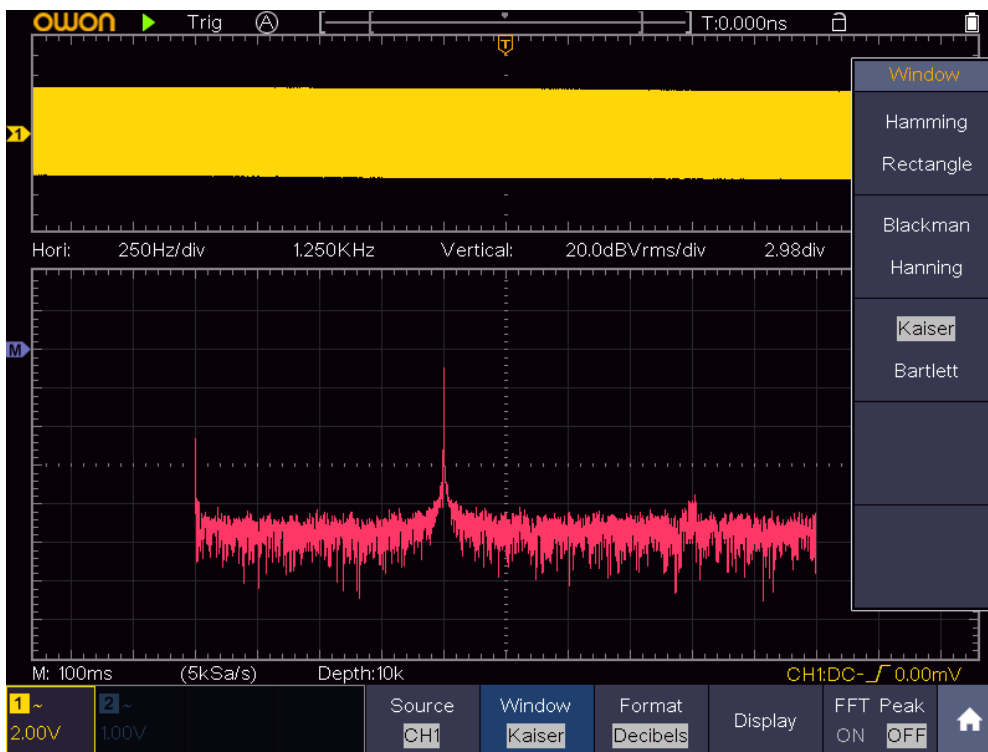 owon Trig A T:0.000ns
T
Window
Hamming
1
Rectangle
Blackman
Hori: 250Hz/div 1.250KHz Vertical: 20.0dBVrms/div 2.98div
Hanning
Kaiser
M
Bartlett
M: 100ms (5kSa/s) Depth:10k CH1:DC- 0.00mV
1 ~ 2 ~ Source Window Format Display FFT Peak
2.00V 1.00V CH1 Kaiser Decibels ON OFF